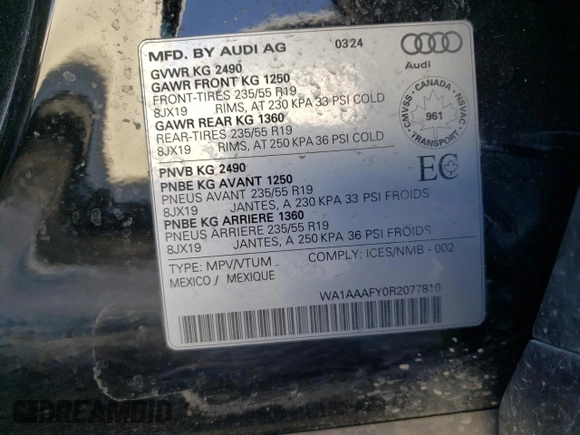 MFD. BY AUDI AG 0324
Audi
GVWR KG 2490
GAWR FRONT KG 1250
FRONT-TIRES 235/55 R19
8JX19 RIMS, AT 230 KPA 33 PSI COLD
GAWR REAR KG 1360
REAR-TIRES 235/55 R19
8JX19 RIMS, AT 250 KPA 36 PSI COLD
CMVSS - CANADA - NSVAC
961
TRANSPORT
PNVB KG 2490
PNBE KG AVANT 1250
PNEUS AVANT 235/55 R19
8JX19 JANTES, A 230 KPA 33 PSI FROIDS
PNBE KG ARRIERE 1360
PNEUS ARRIERE 235/55 R19
8JX19 JANTES, A 250 KPA 36 PSI FROIDS
EC
TYPE: MPV/VTUM COMPLY: ICES/NMB - 002
MEXICO / MEXIQUE
WA1AAAFY0R2077810
DREAMBID